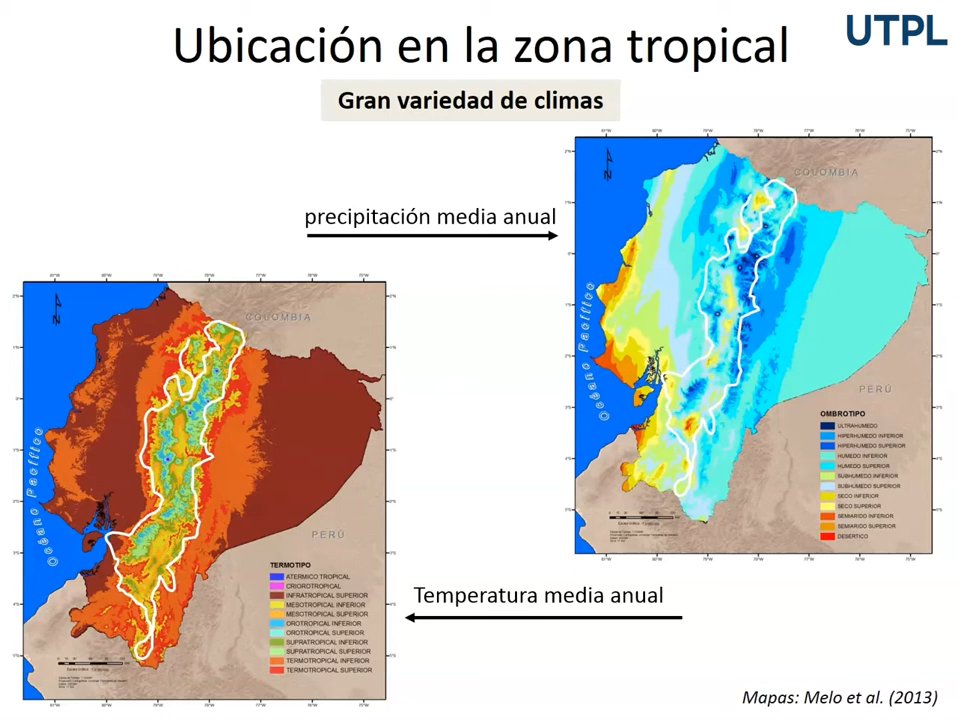 Ubicación en la zona tropical
UTPL
Gran variedad de climas
precipitación media anual
COLOMBIA
Océano Pacífico
PERÚ
OMBROTIPO
ULTRAHUMEDO
HIPERHUMEDO INFERIOR
HIPERHUMEDO SUPERIOR
HUMEDO INFERIOR
HUMEDO SUPERIOR
SUBHUMEDO INFERIOR
SUBHUMEDO SUPERIOR
SECO INFERIOR
SECO SUPERIOR
SEMIARIDO INFERIOR
SEMIARIDO SUPERIOR
DESERTICO
COLOMBIA
Océano Pacífico
PERÚ
TERMOTIPO
ATERMICO TROPICAL
CRIOROTROPICAL
INFRATROPICAL SUPERIOR
MESOTROPICAL INFERIOR
MESOTROPICAL SUPERIOR
OROTROPICAL INFERIOR
OROTROPICAL SUPERIOR
SUPRATROPICAL INFERIOR
SUPRATROPICAL SUPERIOR
TERMOTROPICAL INFERIOR
TERMOTROPICAL SUPERIOR
Temperatura media anual
Mapas: Melo et al. (2013)